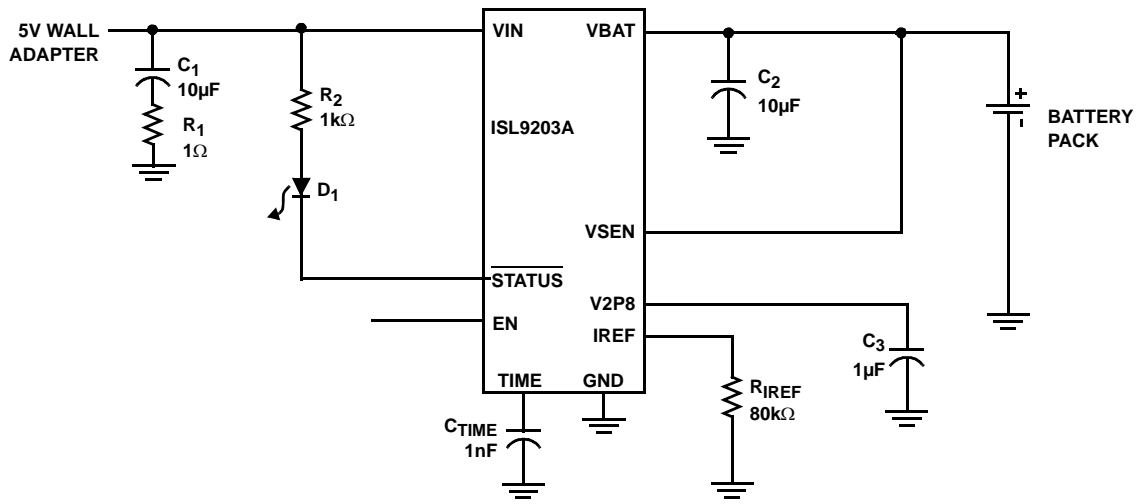 5V WALL
ADAPTER
C1
10µF
R1
1Ω
R2
1kΩ
D1
VIN
VBAT
ISL9203A
VSEN
STATUS
V2P8
EN
IREF
TIME
GND
CTIME
1nF
C2
10µF
+
-
BATTERY
PACK
C3
1µF
RIREF
80kΩ